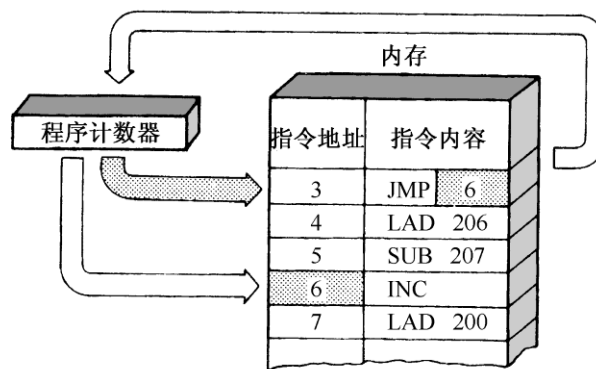 内存
程序计数器
指令地址 指令内容
3 JMP 6
4 LAD 206
5 SUB 207
6 INC
7 LAD 200